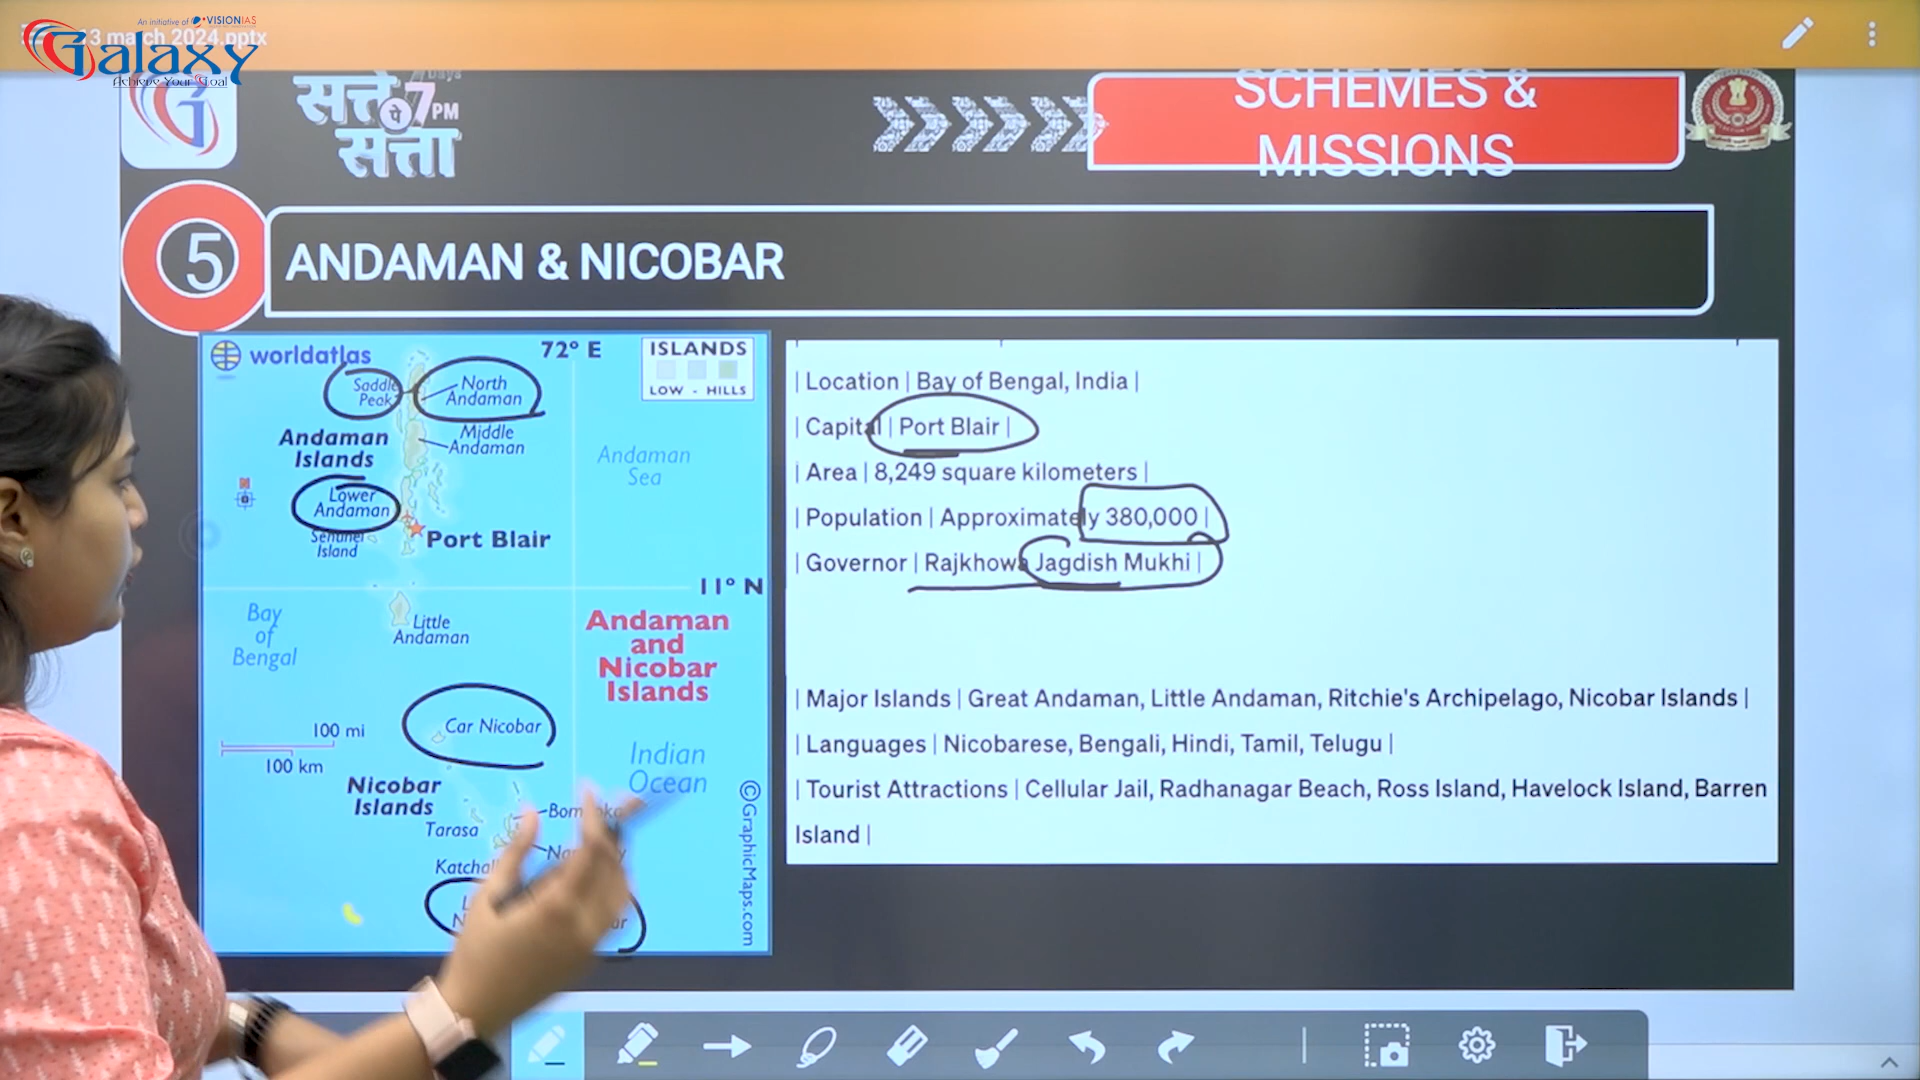 An initiative of VISIONIAS
Galaxy
Achieve Your Goal
3 march 2024.pptx
सत्ते पे सत्ता
7 Days
7PM
SCHEMES &
MISSIONS
5
ANDAMAN & NICOBAR
worldatlas
72° E
ISLANDS
LOW - HILLS
Saddle
Peak
North
Andaman
Middle
Andaman
Andaman
Islands
Andaman
Sea
Lower
Andaman
Sentinel
Island
Port Blair
11° N
Bay
of
Bengal
Little
Andaman
Andaman
and
Nicobar
Islands
Car Nicobar
100 mi
100 km
Indian
Ocean
Nicobar
Islands
Tarasa
©GraphicMaps.com
| Location | Bay of Bengal, India |
| Capital | Port Blair |
| Area | 8,249 square kilometers |
| Population | Approximately 380,000 |
| Governor | Rajkhowa Jagdish Mukhi |
| Major Islands | Great Andaman, Little Andaman, Ritchie's Archipelago, Nicobar Islands |
| Languages | Nicobarese, Bengali, Hindi, Tamil, Telugu |
| Tourist Attractions | Cellular Jail, Radhanagar Beach, Ross Island, Havelock Island, Barren
Island |